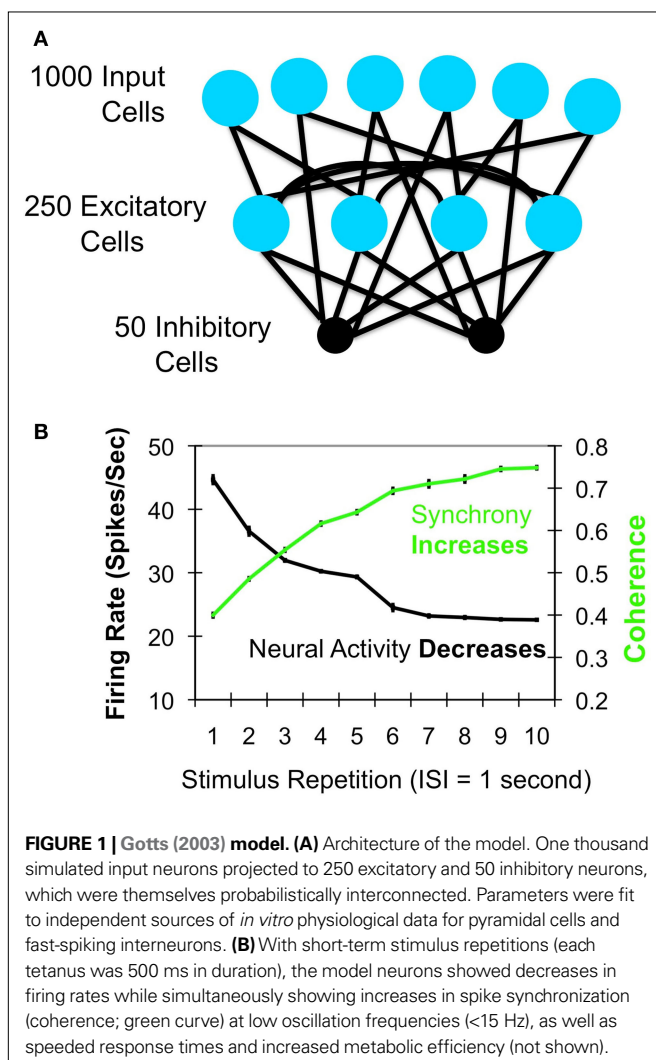 A
1000 Input
Cells
250 Excitatory
Cells
50 Inhibitory
Cells
B
Firing Rate (Spikes/Sec)
50
40
30
20
10
0.8
0.7
0.6
0.5
0.4
0.3
0.2
Coherence
Synchrony
Increases
Neural Activity Decreases
1 2 3 4 5 6 7 8 9 10
Stimulus Repetition (ISI = 1 second)
FIGURE 1 | Gotts (2003) model. (A) Architecture of the model. One thousand
simulated input neurons projected to 250 excitatory and 50 inhibitory neurons,
which were themselves probabilistically interconnected. Parameters were fit
to independent sources of in vitro physiological data for pyramidal cells and
fast-spiking interneurons. (B) With short-term stimulus repetitions (each
tetanus was 500 ms in duration), the model neurons showed decreases in
firing rates while simultaneously showing increases in spike synchronization
(coherence; green curve) at low oscillation frequencies (<15 Hz), as well as
speeded response times and increased metabolic efficiency (not shown).